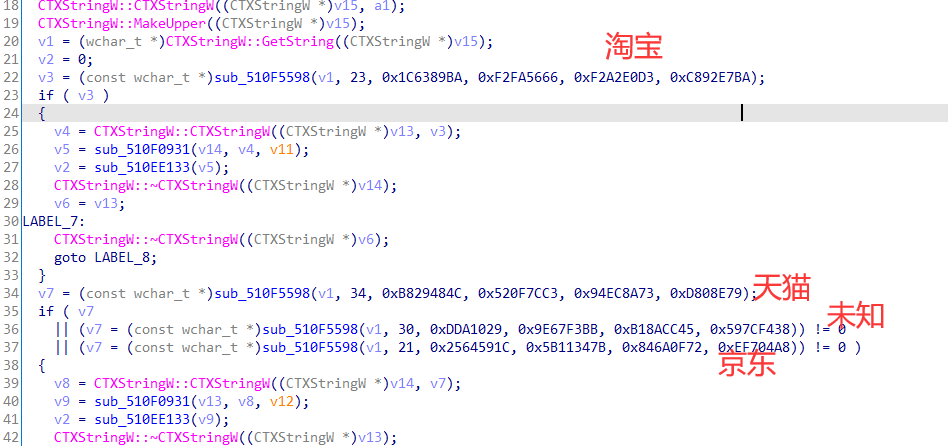 18 CTXStringW::CTXStringW((CTXStringW *)v15, a1);
19 CTXStringW::MakeUpper((CTXStringW *)v15);
20 v1 = (wchar_t *)CTXStringW::GetString((CTXStringW *)v15);
淘宝
21 v2 = 0;
22 v3 = (const wchar_t *)sub_510F5598(v1, 23, 0x1C6389BA, 0xF2FA5666, 0xF2A2E0D3, 0xC892E7BA);
23 if ( v3 )
24 {
25 v4 = CTXStringW::CTXStringW((CTXStringW *)v13, v3);
26 v5 = sub_510F0931(v14, v4, v11);
27 v2 = sub_510EE133(v5);
28 CTXStringW::~CTXStringW((CTXStringW *)v14);
29 v6 = v13;
30 LABEL_7:
31 CTXStringW::~CTXStringW((CTXStringW *)v6);
32 goto LABEL_8;
33 }
34 v7 = (const wchar_t *)sub_510F5598(v1, 34, 0xB829484C, 0x520F7CC3, 0x94EC8A73, 0xD808E79);
天猫
35 if ( v7
未知
36 || (v7 = (const wchar_t *)sub_510F5598(v1, 30, 0xDDA1029, 0x9E67F3BB, 0xB18ACC45, 0x597CF438)) != 0
37 || (v7 = (const wchar_t *)sub_510F5598(v1, 21, 0x2564591C, 0x5B11347B, 0x846A0F72, 0xEF704A8)) != 0 )
京东
38 {
39 v8 = CTXStringW::CTXStringW((CTXStringW *)v14, v7);
40 v9 = sub_510F0931(v13, v8, v12);
41 v2 = sub_510EE133(v9);
42 CTXStringW::~CTXStringW((CTXStringW *)v13);